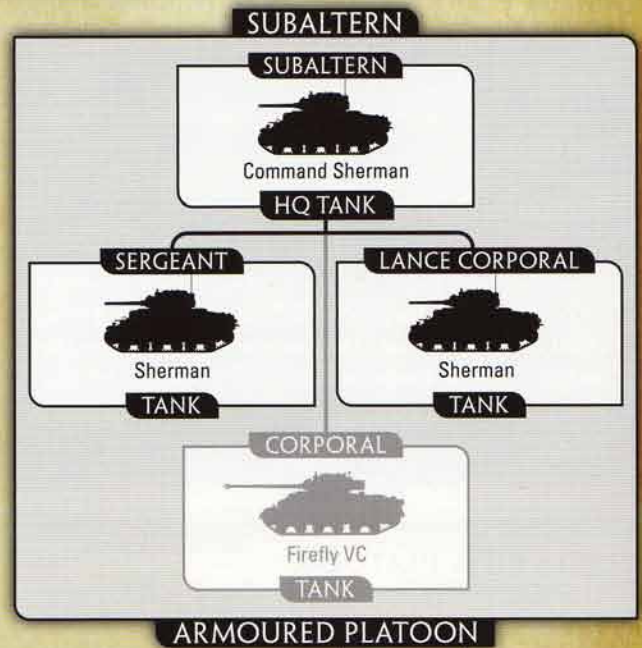 SUBALTERN
SUBALTERN
Command Sherman
HQ TANK
SERGEANT
LANCE CORPORAL
Sherman
Sherman
TANK
TANK
CORPORAL
Firefly VC
TANK
ARMOURED PLATOON